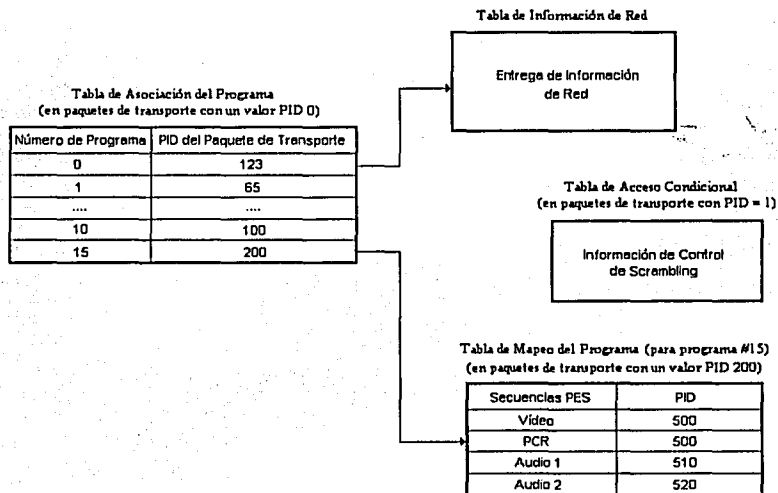 Tabla de Información de Red
Entrega de Información
de Red
Tabla de Asociación del Programa
(en paquetes de transporte con un valor PID 0)
Número de Programa PID del Paquete de Transporte
0 123
1 65
.... ....
10 100
15 200
Tabla de Acceso Condicional
(en paquetes de transporte con PID = 1)
Información de Control
de Scrambling
Tabla de Mapeo del Programa (para programa #15)
(en paquetes de transporte con un valor PID 200)
Secuencias PES PID
Vídeo 500
PCR 500
Audio 1 510
Audio 2 520